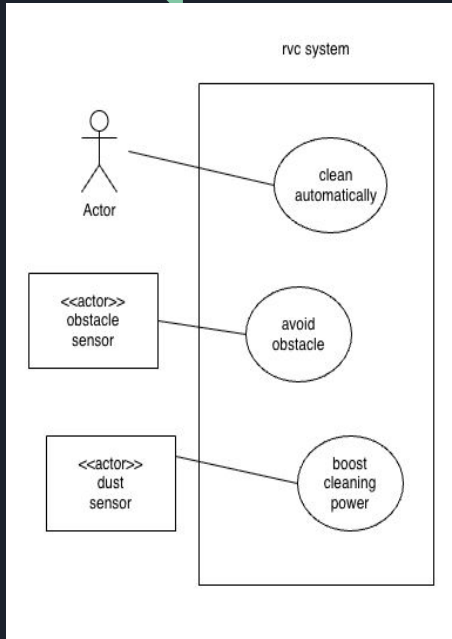 rvc system
clean
automatically
Actor
<<actor>>
obstacle
sensor
avoid
obstacle
<<actor>>
dust
sensor
boost
cleaning
power